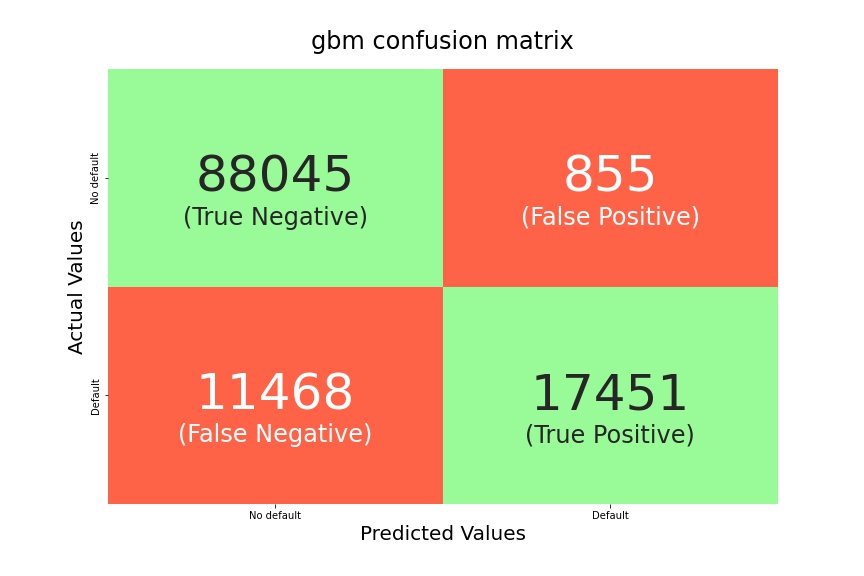 gbm confusion matrix
Actual Values
No default
88045
(True Negative)
855
(False Positive)
Default
11468
(False Negative)
17451
(True Positive)
No default
Default
Predicted Values